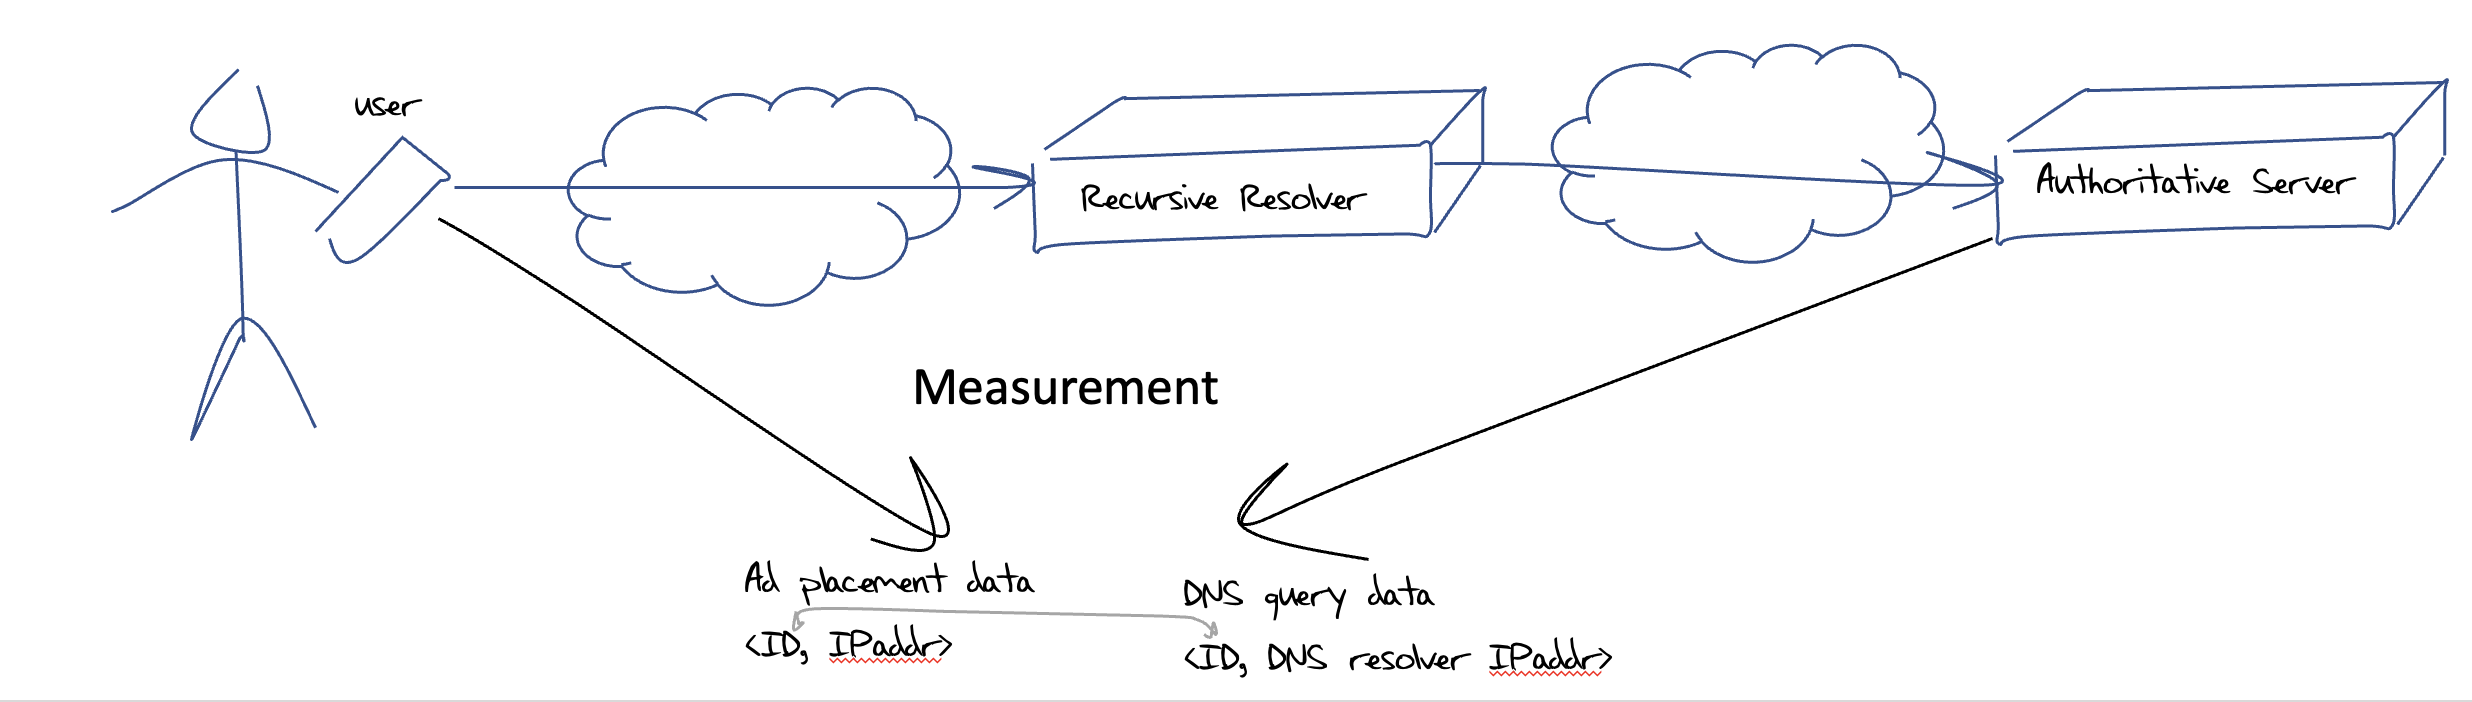 user
Recursive Resolver
Authoritative Server
Measurement
Ad placement data
<ID, IPaddr>
DNS query data
<ID, DNS resolver IPaddr>